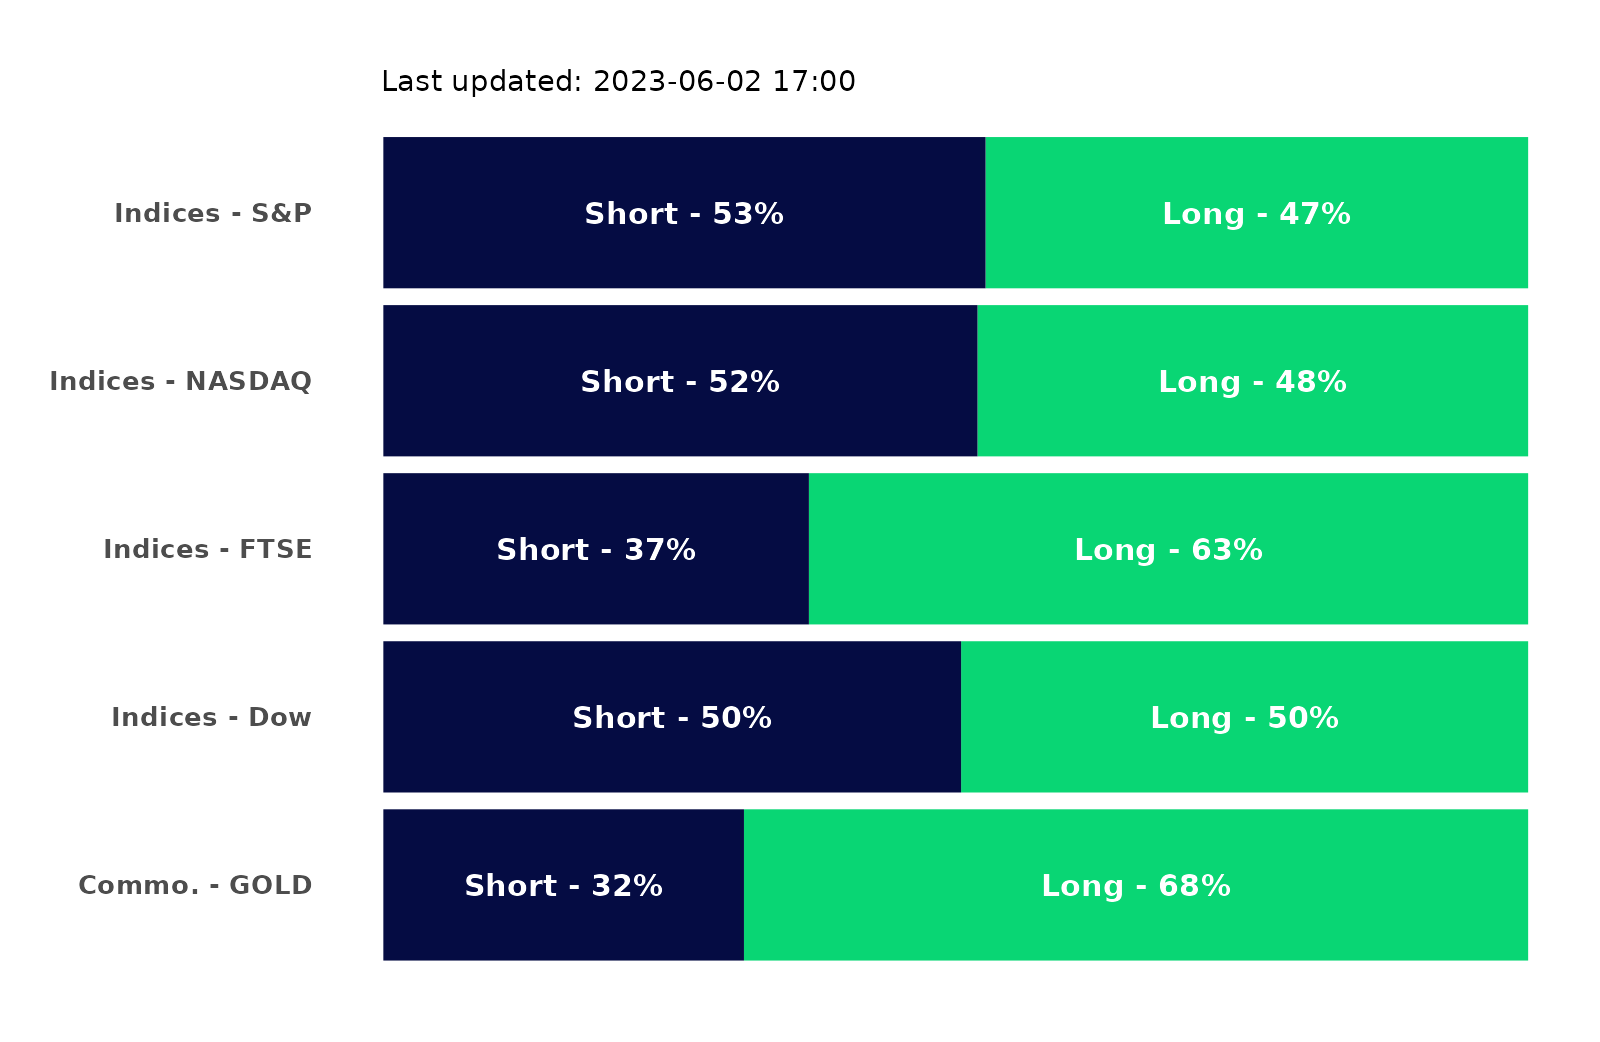 Last updated: 2023-06-02 17:00
Indices - S&P Short - 53% Long - 47%
Indices - NASDAQ Short - 52% Long - 48%
Indices - FTSE Short - 37% Long - 63%
Indices - Dow Short - 50% Long - 50%
Commo. - GOLD Short - 32% Long - 68%